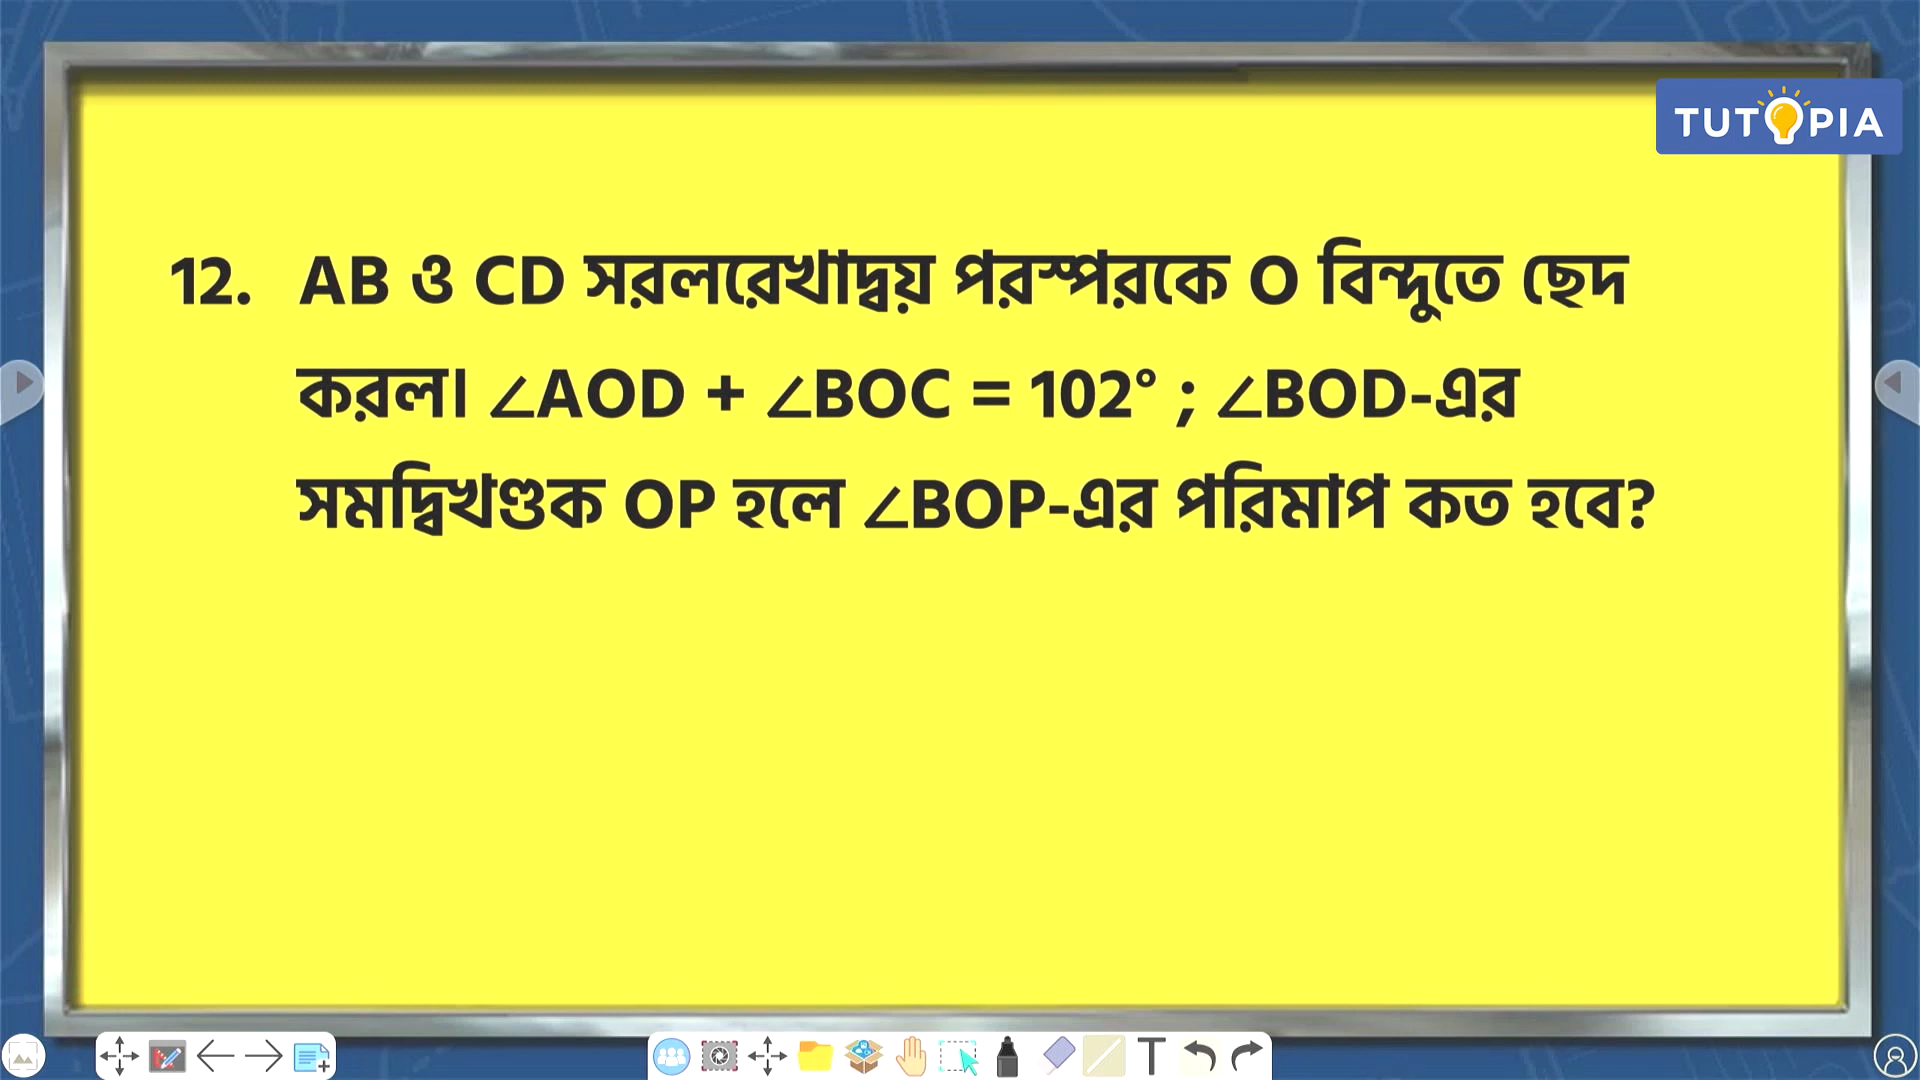 TUTOPIA
12. AB ও CD সরলরেখাদ্বয় পরস্পরকে O বিন্দুতে ছেদ
করল। ∠AOD + ∠BOC = 102° ; ∠BOD-এর
সমদ্বিখণ্ডক OP হলে ∠BOP-এর পরিমাপ কত হবে?
T